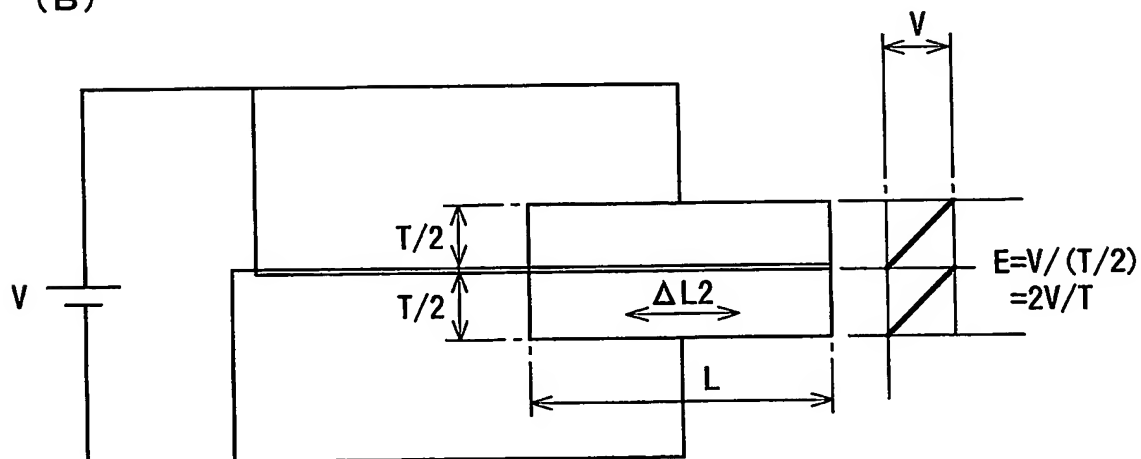 (B)
V
T/2
T/2
V
ΔL2
E=V/(T/2)
=2V/T
L